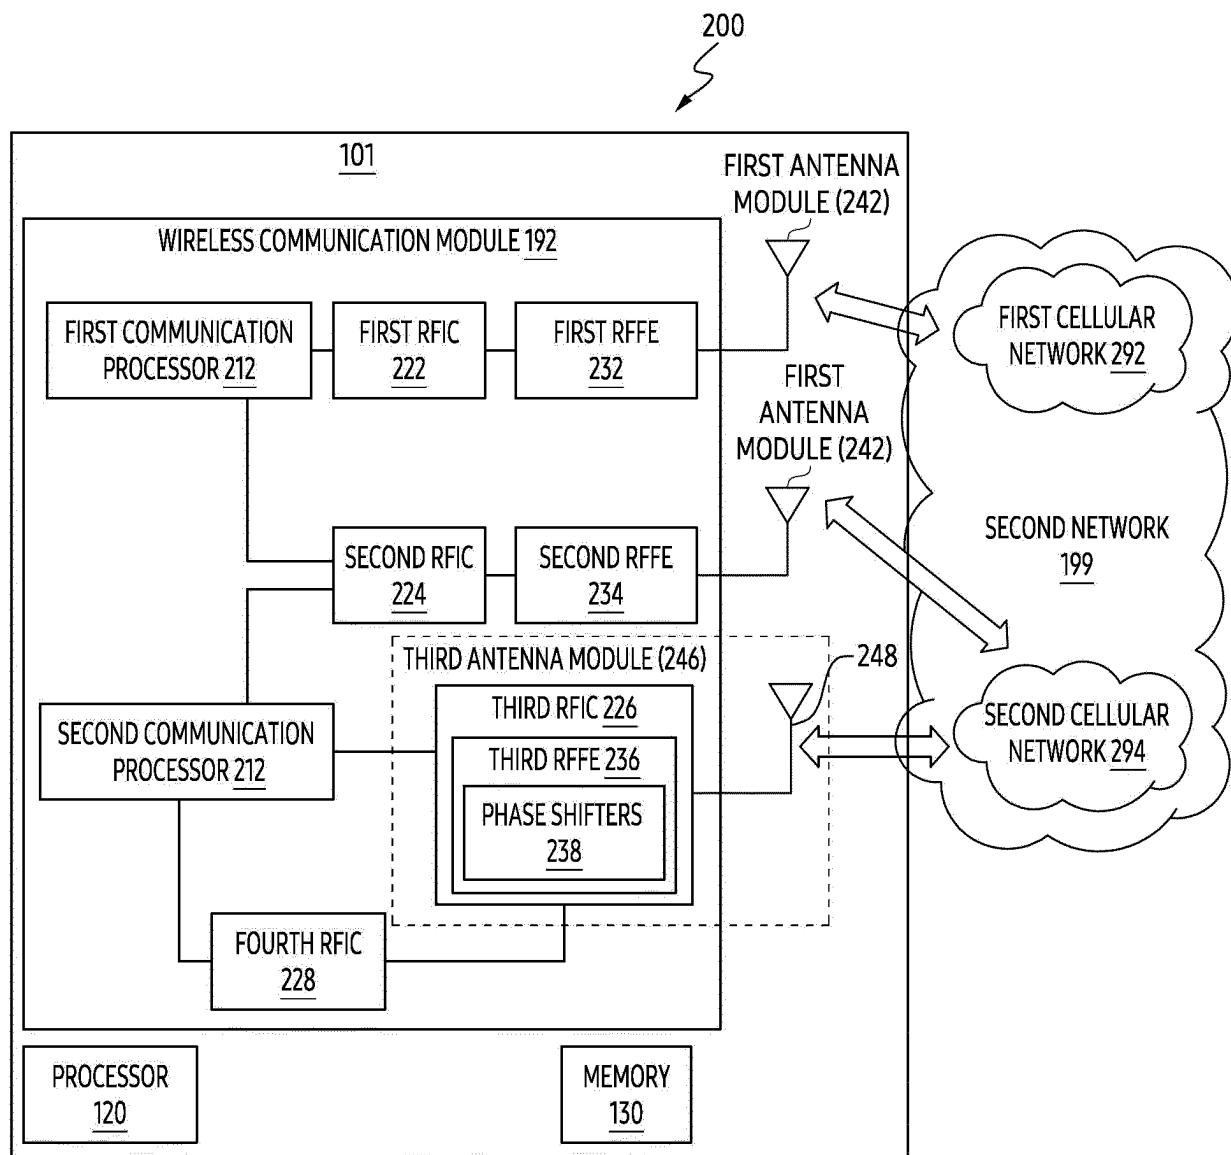 200
101
FIRST ANTENNA
MODULE (242)
WIRELESS COMMUNICATION MODULE 192
FIRST COMMUNICATION
PROCESSOR 212
FIRST RFIC
222
FIRST RFFE
232
FIRST CELLULAR
NETWORK 292
FIRST
ANTENNA
MODULE (242)
SECOND RFIC
224
SECOND RFFE
234
SECOND NETWORK
199
THIRD ANTENNA MODULE (246)
248
SECOND COMMUNICATION
PROCESSOR 212
THIRD RFIC 226
THIRD RFFE 236
PHASE SHIFTERS
238
SECOND CELLULAR
NETWORK 294
FOURTH RFIC
228
PROCESSOR
120
MEMORY
130